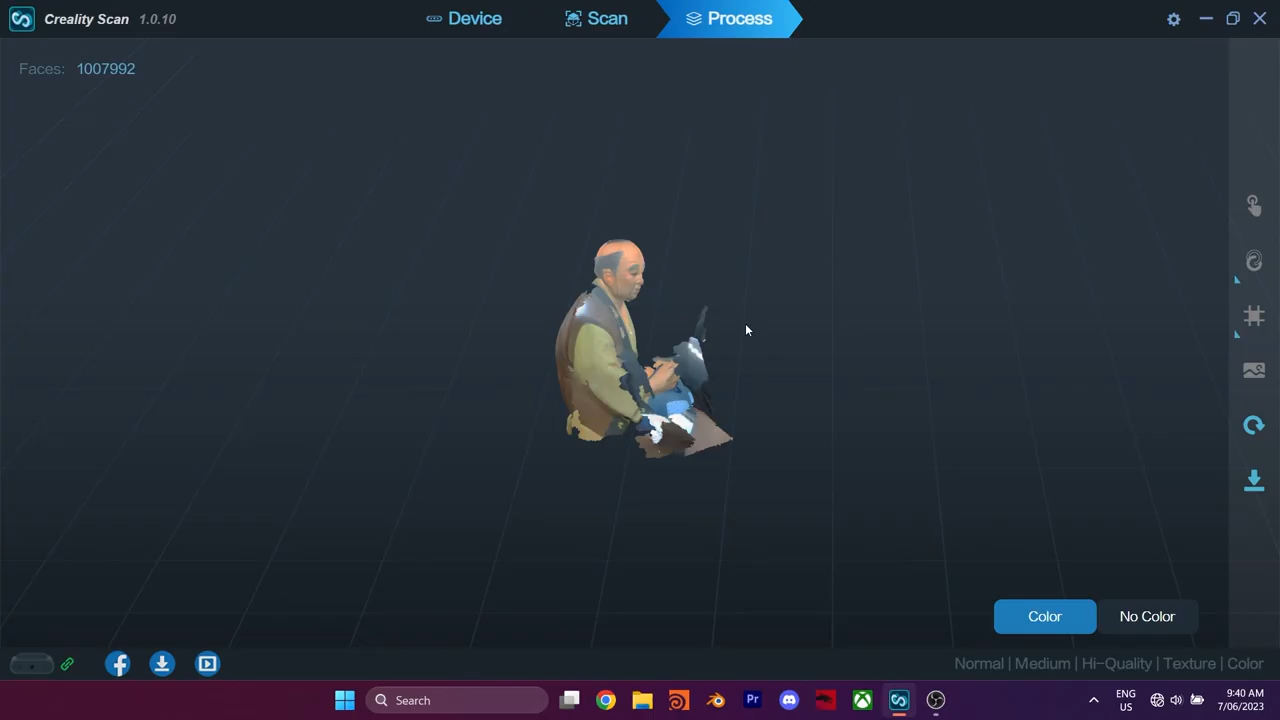 Creality Scan 1.0.10
Device
Scan
Process
Faces: 1007992
Color
No Color
Normal | Medium | Hi-Quality | Texture | Color
Search
Pr
ENG
US
9:40 AM
7/06/2023